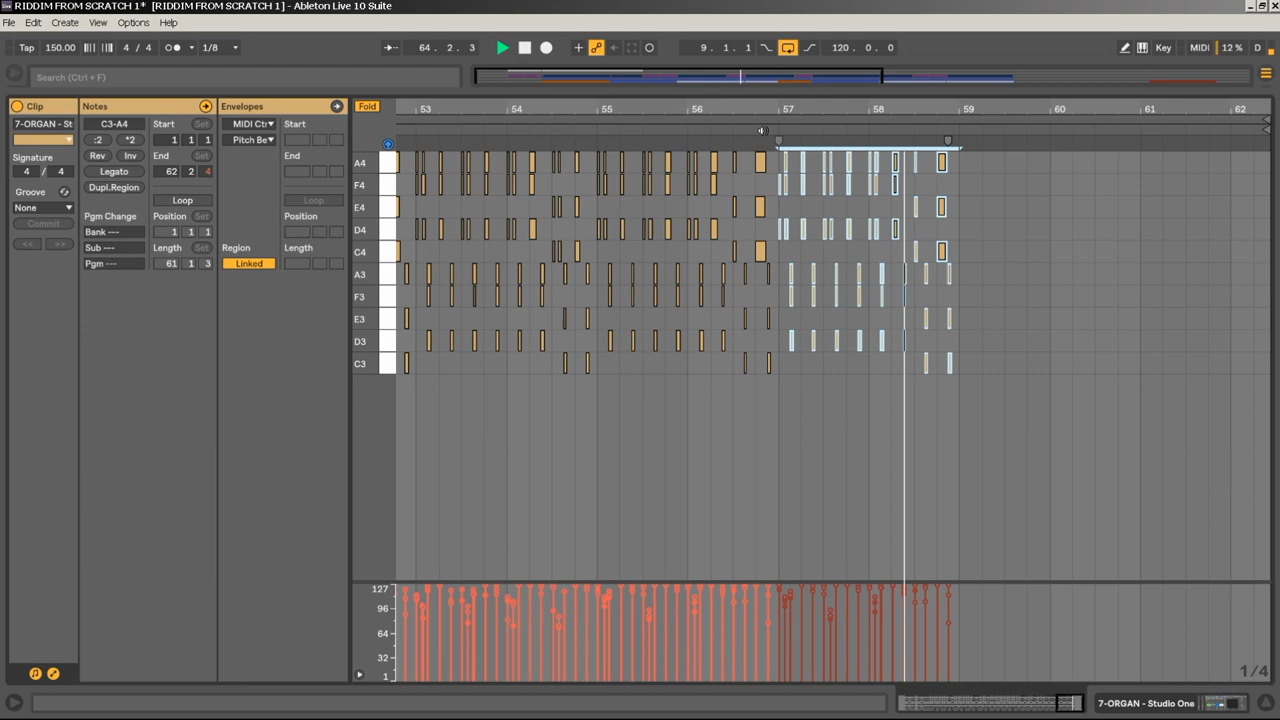 RIDDIM FROM SCRATCH 1* [RIDDIM FROM SCRATCH 1] - Ableton Live 10 Suite
File Edit Create View Options Help
Tap 150.00 4 / 4 1/8 64. 2. 3 9. 1. 1 120. 0. 0 Key MIDI 12 % D
Search (Ctrl + F)
Clip Notes Envelopes Fold 53 54 55 56 57 58 59 60 61 62
7-ORGAN - St C3-A4 Start Set MIDI Ctr Start
:2 *2 1 1 1 Pitch Be
Signature Rev Inv End Set End A4
4 / 4 Legato 62 2 4
Groove Dupl.Region F4
None Loop Loop E4
Commit Pgm Change Position Set Position
<< >> Bank --- 1 1 1 D4
Sub --- Length Set Region Length C4
Pgm --- 61 1 3 Linked
A3
F3
E3
D3
C3
127
96
64
32
1
1/4
7-ORGAN - Studio One